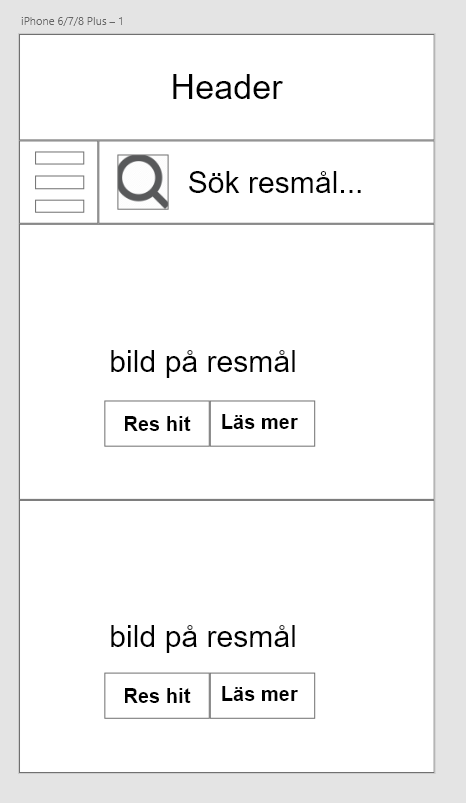 iPhone 6/7/8 Plus – 1
Header
Sök resmål...
bild på resmål
Res hit
Läs mer
bild på resmål
Res hit
Läs mer